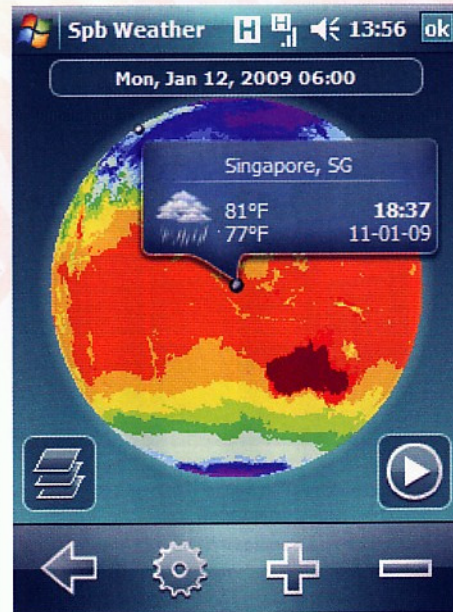 Spb Weather H H 13:56 ok
Mon, Jan 12, 2009 06:00
Singapore, SG
81°F 18:37
77°F 11-01-09